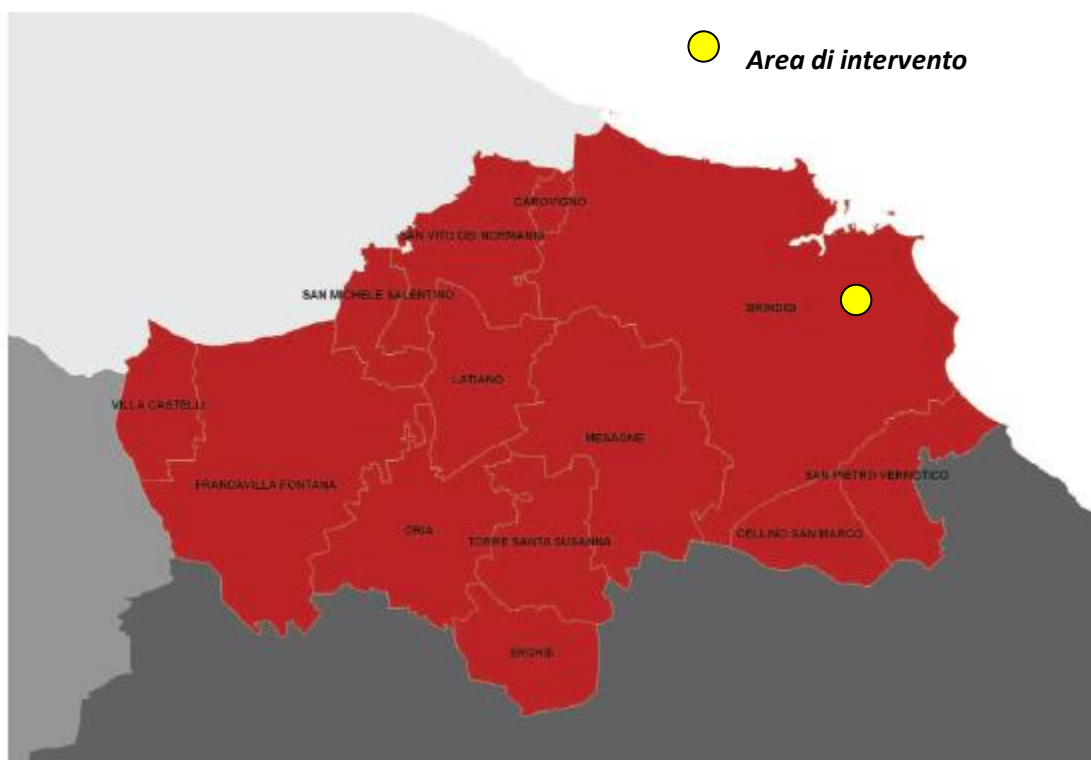 Area di intervento
CAROVIGNO
SAN VITO DEI NORMANNI
SAN MICHELE SALENTINO
BRINDISI
LATIANO
VILLA CASTELLI
MESAGNE
SAN PIETRO VERNOTICO
FRANCAVILLA FONTANA
ORIA
TORRE SANTA SUSANNA
CELLINO SAN MARCO
ERCHIE